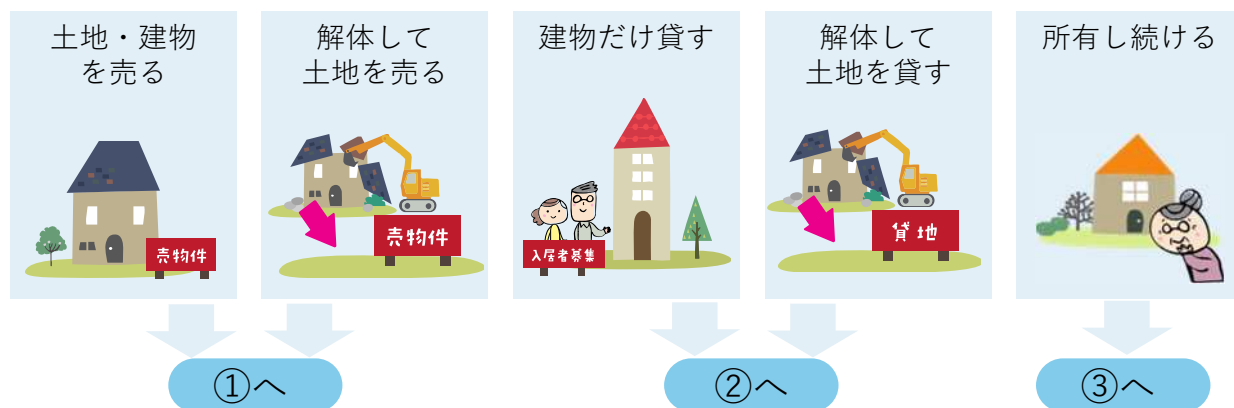 土地・建物
を売る
売物件
解体して
土地を売る
売物件
建物だけ貸す
入居者募集
解体して
土地を貸す
貸地
所有し続ける
①へ
②へ
③へ